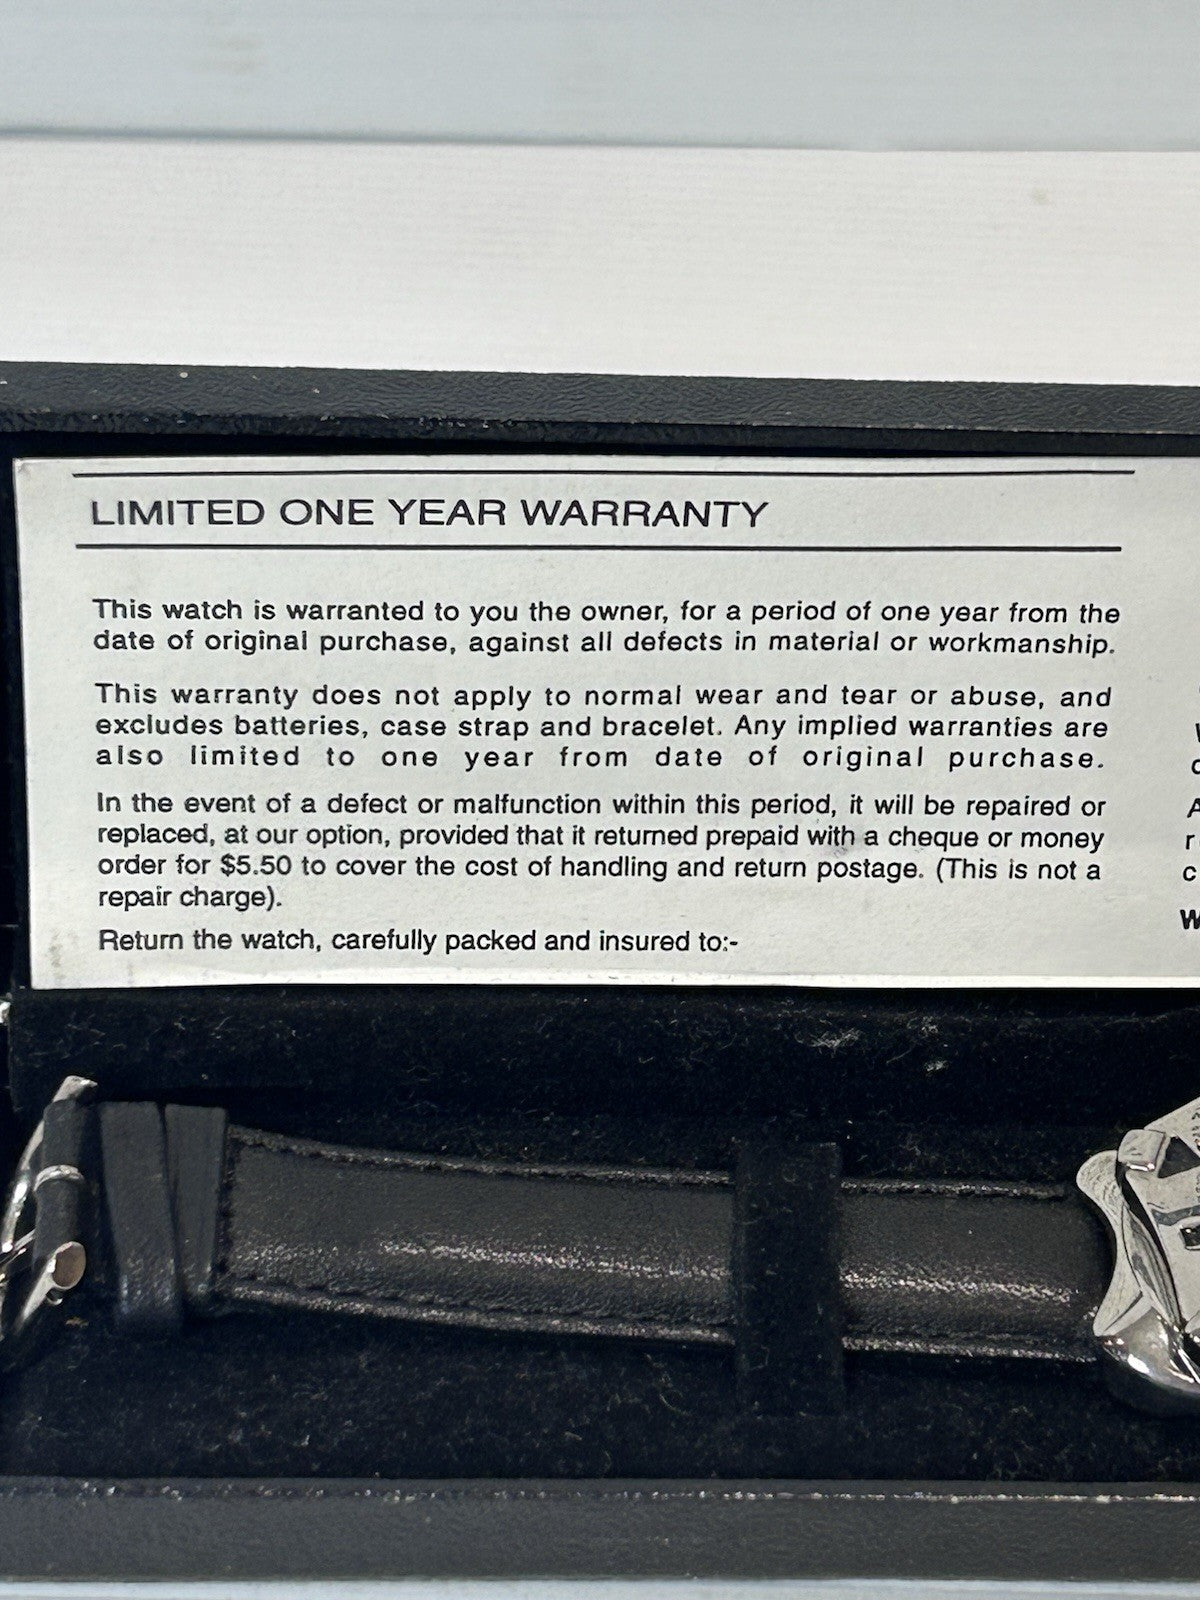 LIMITED ONE YEAR WARRANTY
This watch is warranted to you the owner, for a period of one year from the
date of original purchase, against all defects in material or workmanship.
This warranty does not apply to normal wear and tear or abuse, and
excludes batteries, case strap and bracelet. Any implied warranties are
also limited to one year from date of original purchase.
In the event of a defect or malfunction within this period, it will be repaired or
replaced, at our option, provided that it returned prepaid with a cheque or money
order for $5.50 to cover the cost of handling and return postage. (This is not a
repair charge).
Return the watch, carefully packed and insured to:-